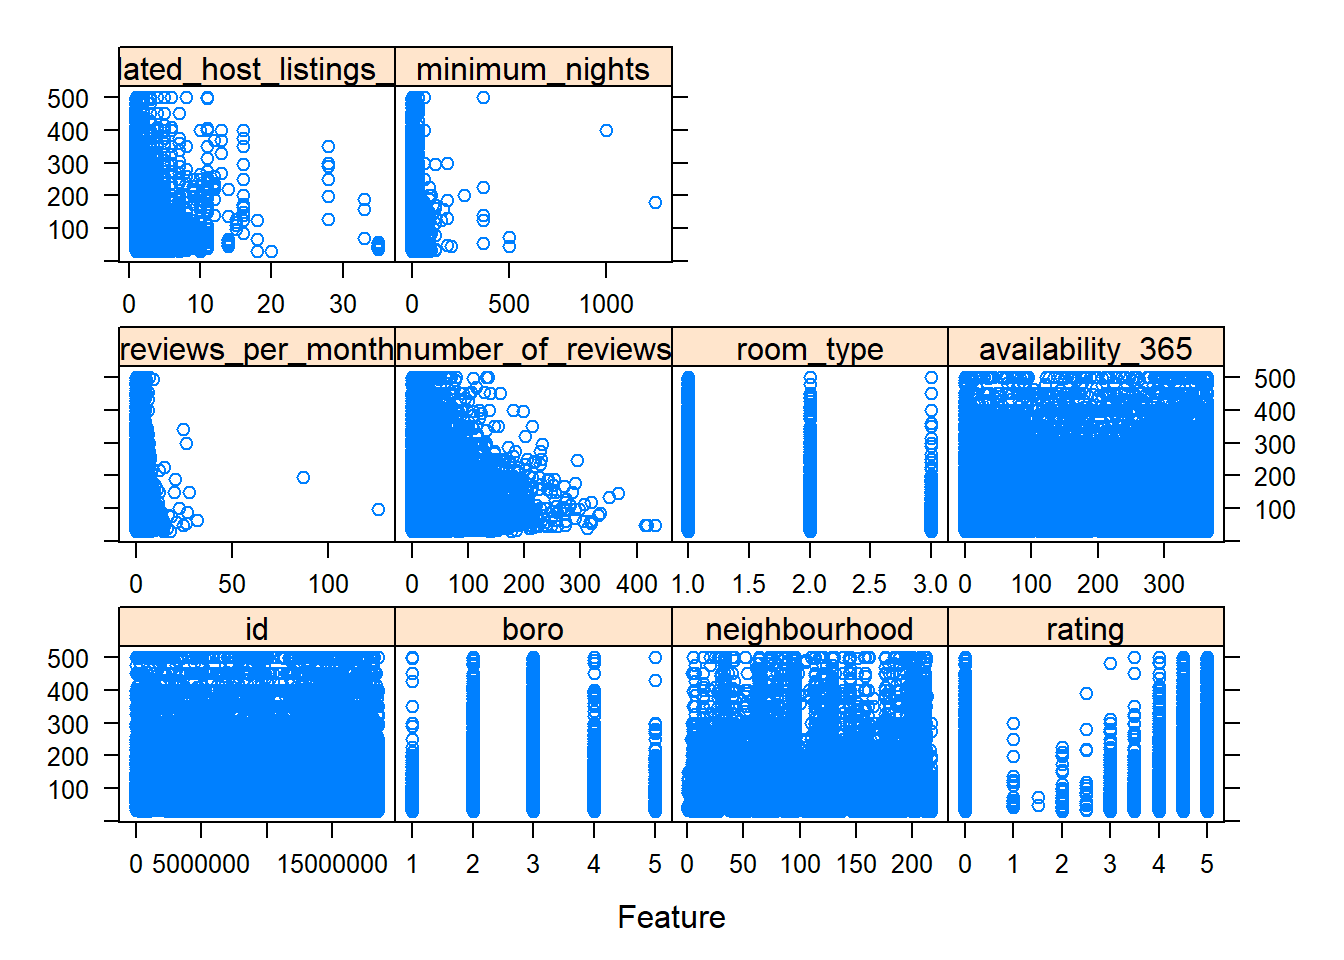 lated_host_listings_ minimum_nights
500
400
300
200
100
0 10 20 30 0 500 1000
reviews_per_month number_of_reviews room_type availability_365
500
400
300
200
100
0 50 100 0 100 200 300 400 1.0 1.5 2.0 2.5 3.0 0 100 200 300
id boro neighbourhood rating
500
400
300
200
100
0 5000000 15000000 1 2 3 4 5 0 50 100 150 200 0 1 2 3 4 5
Feature